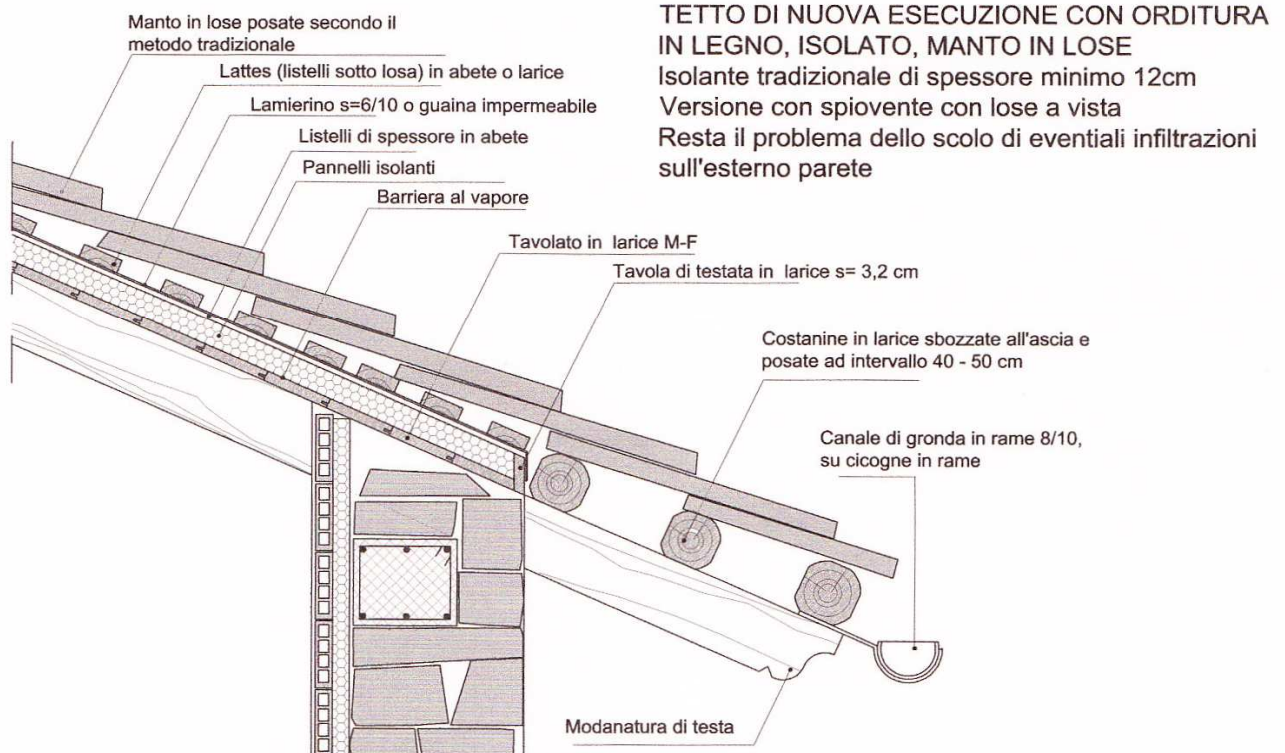 TETTO DI NUOVA ESECUZIONE CON ORDITURA
IN LEGNO, ISOLATO, MANTO IN LOSE
Isolante tradizionale di spessore minimo 12cm
Versione con spiovente con lose a vista
Resta il problema dello scolo di eventiali infiltrazioni
sull'esterno parete
Manto in lose posate secondo il
metodo tradizionale
Lattes (listelli sotto losa) in abete o larice
Lamierino s=6/10 o guaina impermeabile
Listelli di spessore in abete
Pannelli isolanti
Barriera al vapore
Tavolato in larice M-F
Tavola di testata in larice s= 3,2 cm
Costanine in larice sbozzate all'ascia e
posate ad intervallo 40 - 50 cm
Canale di gronda in rame 8/10,
su cicogne in rame
Modanatura di testa